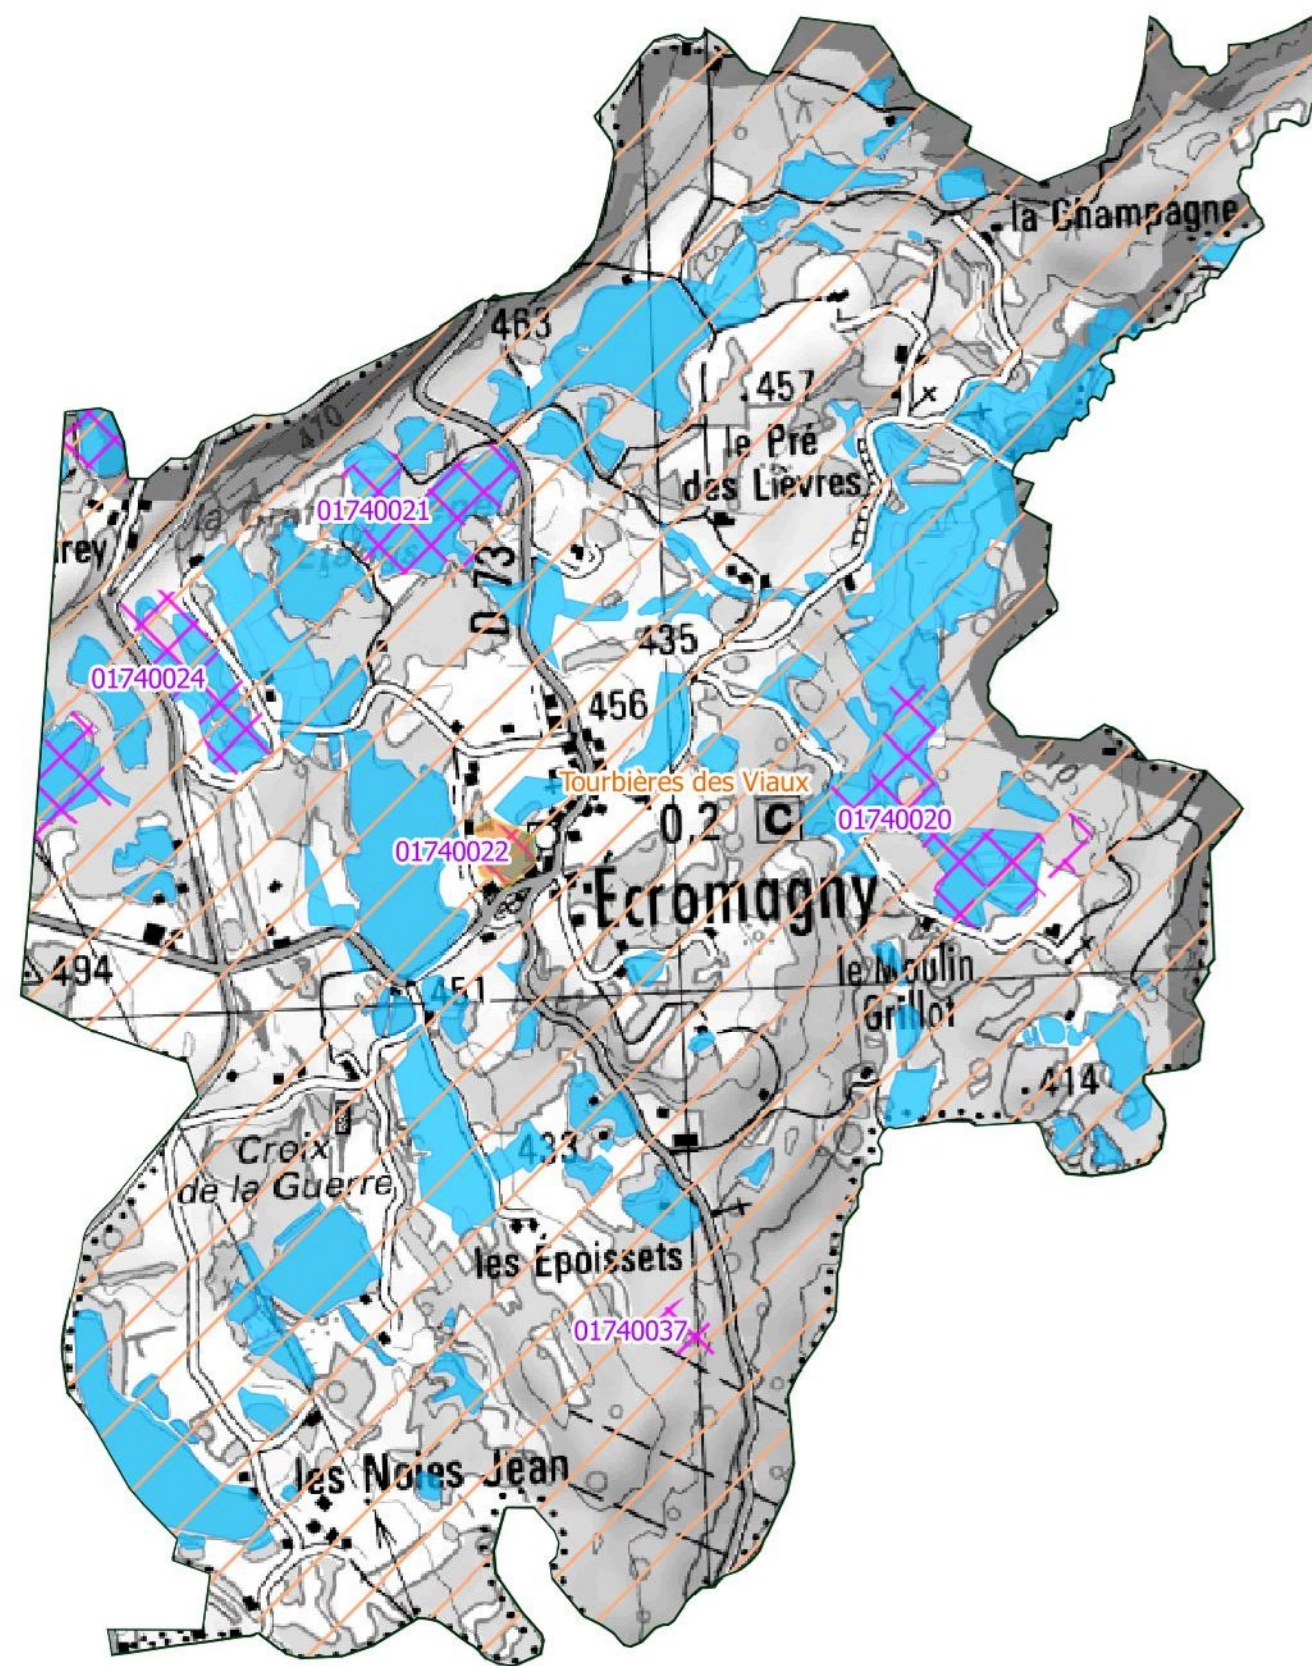 la Champagne
463
457
470
le Pré
des Lièvres
01740021
Etangs
rey
D 73
435
01740024
456
Tourbières des Viaux
0,2 C
01740020
01740022
Écromagny
494
451
le Moulin
Grillot
414
433
Croix
de la Guerre
les Époissets
01740037
les Noies Jean